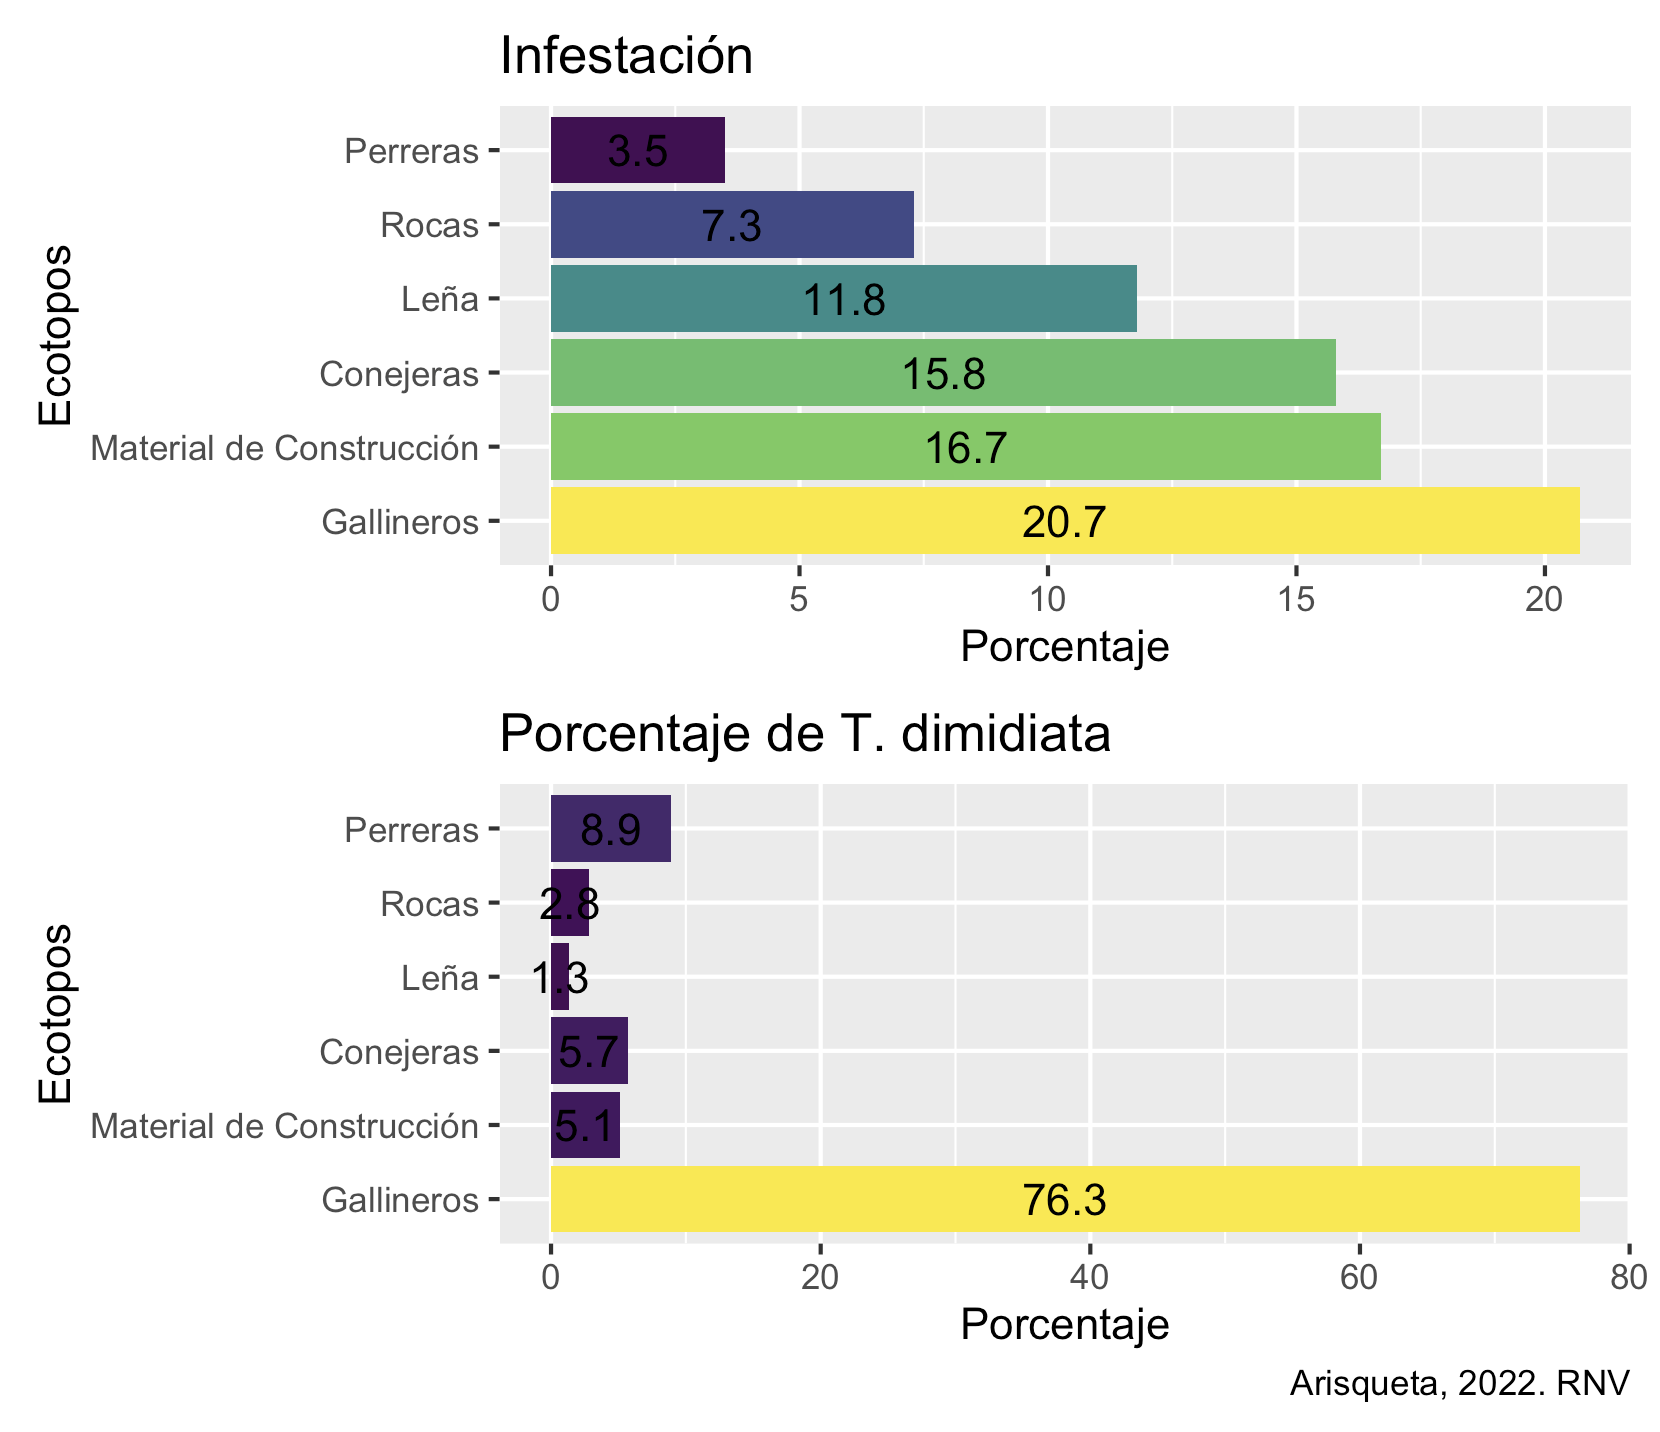 Infestación
Ecotopos
Perreras 3.5
Rocas 7.3
Leña 11.8
Conejeras 15.8
Material de Construcción 16.7
Gallineros 20.7
0 5 10 15 20
Porcentaje
Porcentaje de T. dimidiata
Ecotopos
Perreras 8.9
Rocas 2.8
Leña 1.3
Conejeras 5.7
Material de Construcción 5.1
Gallineros 76.3
0 20 40 60 80
Porcentaje
Arisqueta, 2022. RNV